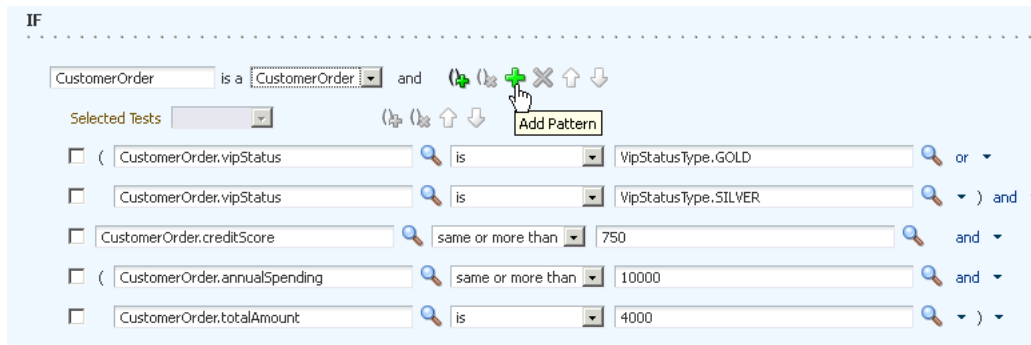 IF
CustomerOrder is a CustomerOrder and
Add Pattern
Selected Tests
( CustomerOrder.vipStatus is VipStatusType.GOLD or
CustomerOrder.vipStatus is VipStatusType.SILVER ) and
CustomerOrder.creditScore same or more than 750 and
( CustomerOrder.annualSpending same or more than 10000 and
CustomerOrder.totalAmount is 4000 )